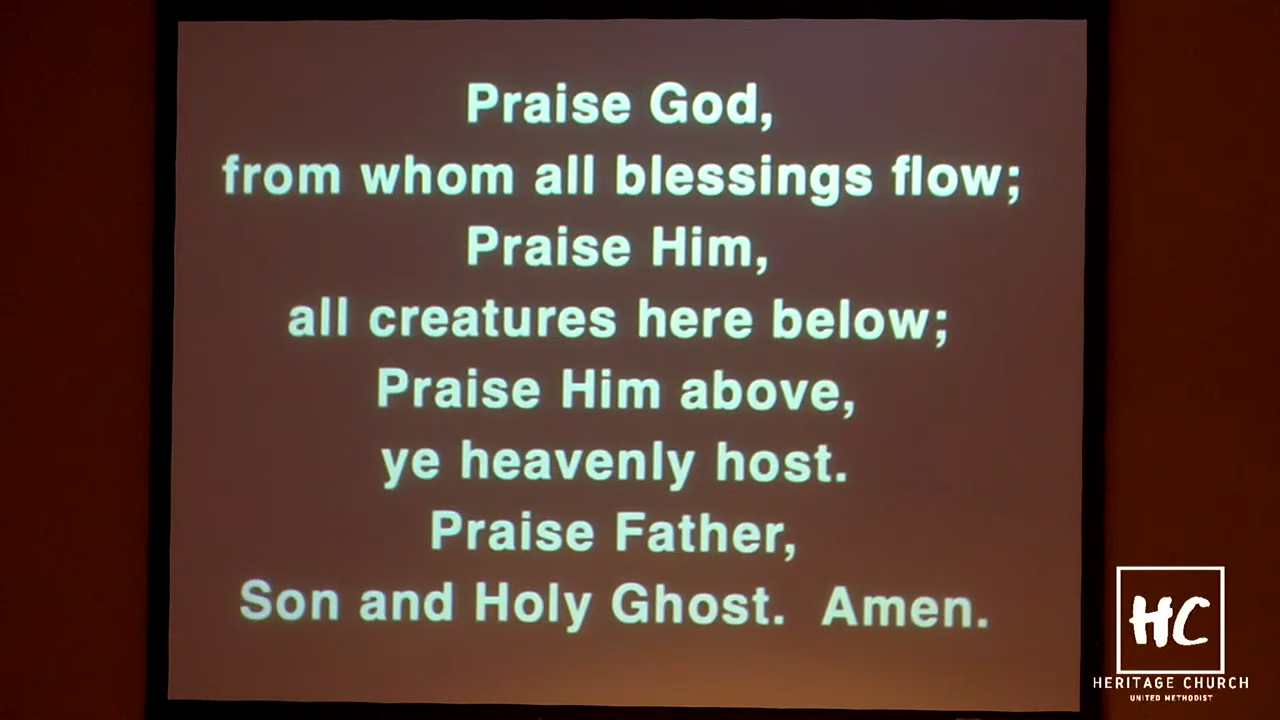 Praise God,
from whom all blessings flow;
Praise Him,
all creatures here below;
Praise Him above,
ye heavenly host.
Praise Father,
Son and Holy Ghost.  Amen.
HC
HERITAGE CHURCH
UNITED METHODIST